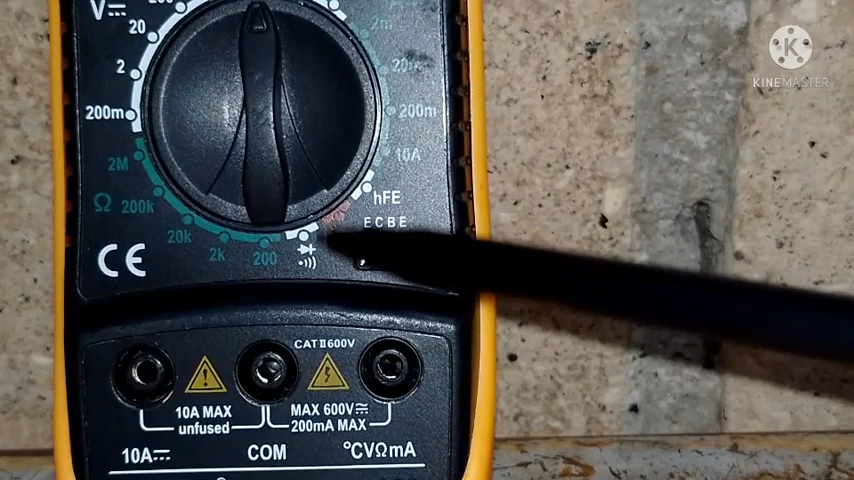 V
20
2
200m
2M
Ω
200k
20k
2k
200
2m
20m
200m
10A
hFE
E C B E
CE
CAT II 600V
10A MAX
unfused
MAX 600V
200mA MAX
10A
COM
°CVΩmA
K
KINEMASTER